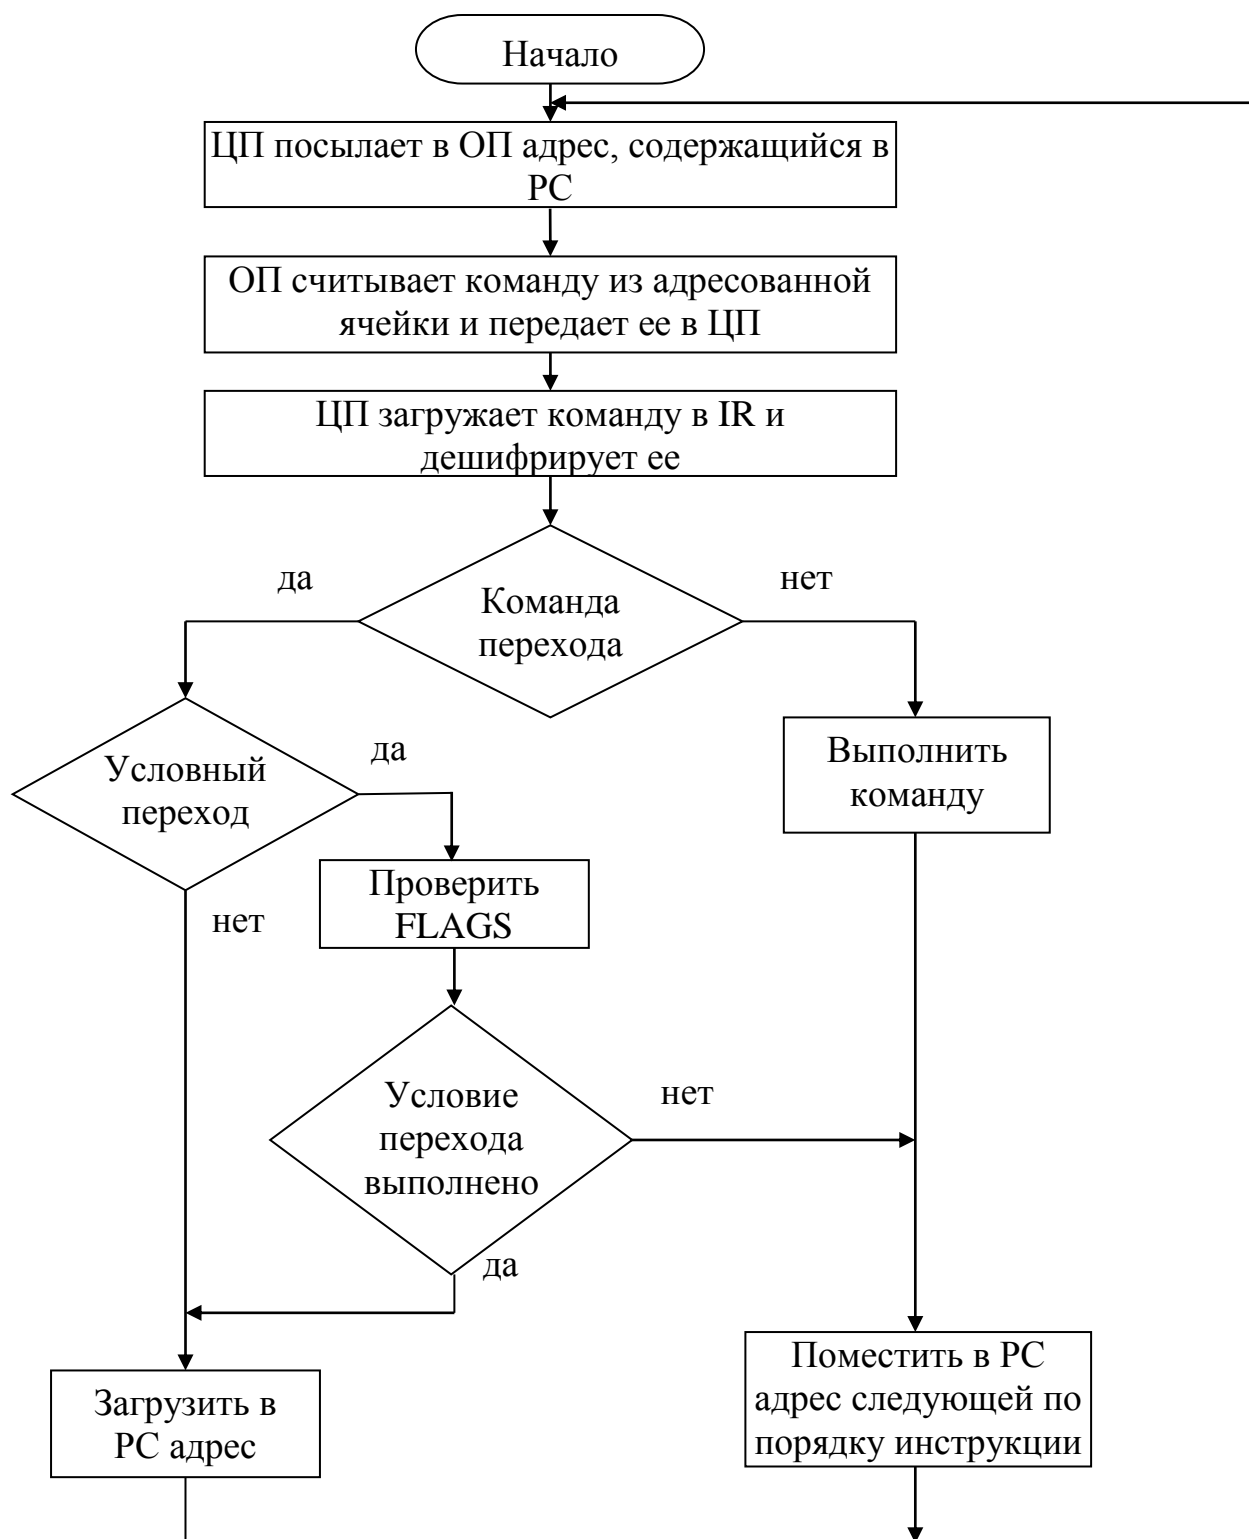 Начало
ЦП посылает в ОП адрес, содержащийся в
PC
ОП считывает команду из адресованной
ячейки и передает ее в ЦП
ЦП загружает команду в IR и
дешифрирует ее
да
нет
Команда
перехода
Условный
переход
да
Выполнить
команду
нет
Проверить
FLAGS
Условие
перехода
выполнено
нет
да
Загрузить в
PC адрес
Поместить в PC
адрес следующей по
порядку инструкции